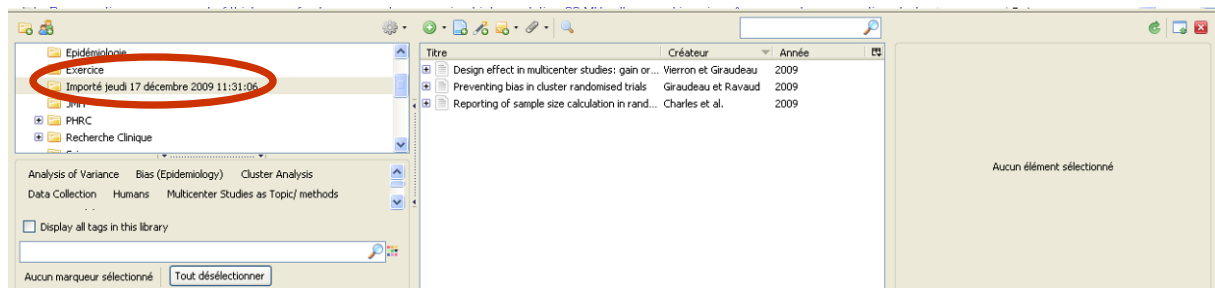 Epidémiologie
Exercice
Importé jeudi 17 décembre 2009 11:31:06
JMH
PHRC
Recherche Clinique
Analysis of Variance Bias (Epidemiology) Cluster Analysis
Data Collection Humans Multicenter Studies as Topic/ methods
Display all tags in this library
Aucun marqueur sélectionné Tout désélectionner
Titre Créateur Année
Design effect in multicenter studies: gain or... Vierron et Giraudeau 2009
Preventing bias in cluster randomised trials Giraudeau et Ravaud 2009
Reporting of sample size calculation in rand... Charles et al. 2009
Aucun élément sélectionné